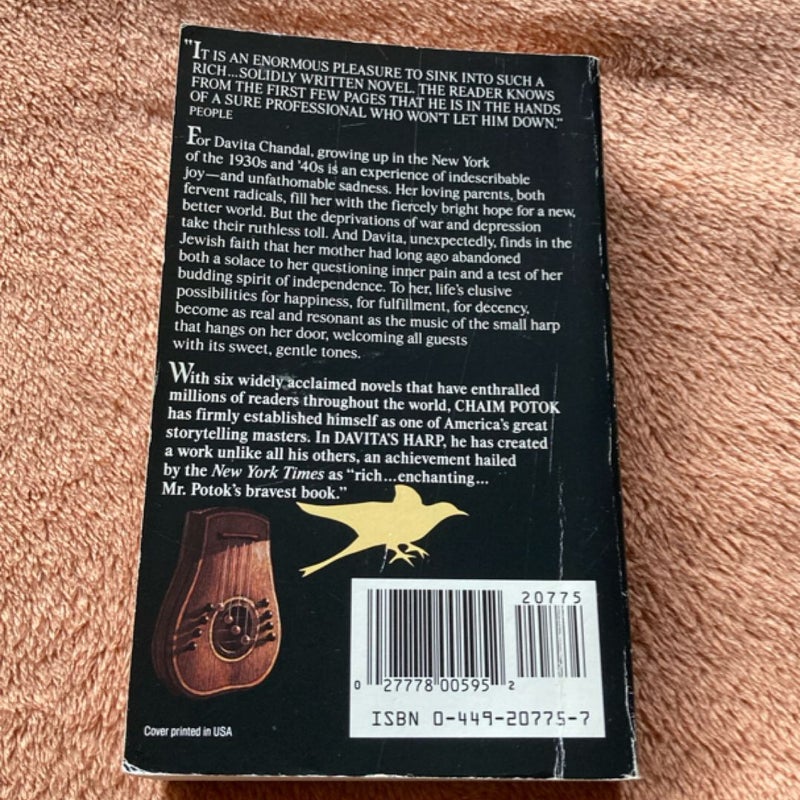 "IT IS AN ENORMOUS PLEASURE TO SINK INTO SUCH A
RICH...SOLIDLY WRITTEN NOVEL. THE READER KNOWS
FROM THE FIRST FEW PAGES THAT HE IS IN THE HANDS
OF A SURE PROFESSIONAL WHO WON'T LET HIM DOWN."
PEOPLE
For Davita Chandal, growing up in the New York
of the 1930s and '40s is an experience of indescribable
joy—and unfathomable sadness. Her loving parents, both
fervent radicals, fill her with the fiercely bright hope for a new,
better world. But the deprivations of war and depression
take their ruthless toll. And Davita, unexpectedly, finds in the
Jewish faith that her mother had long ago abandoned
both a solace to her questioning inner pain and a test of her
budding spirit of independence. To her, life's elusive
possibilities for happiness, for fulfillment, for decency,
become as real and resonant as the music of the small harp
that hangs on her door, welcoming all guests
with its sweet, gentle tones.
With six widely acclaimed novels that have enthralled
millions of readers throughout the world, CHAIM POTOK
has firmly established himself as one of America's great
storytelling masters. In DAVITA'S HARP, he has created
a work unlike all his others, an achievement hailed
by the New York Times as "rich...enchanting...
Mr. Potok's bravest book."
20775
0 27778 00595 2
ISBN 0-449-20775-7
Cover printed in USA